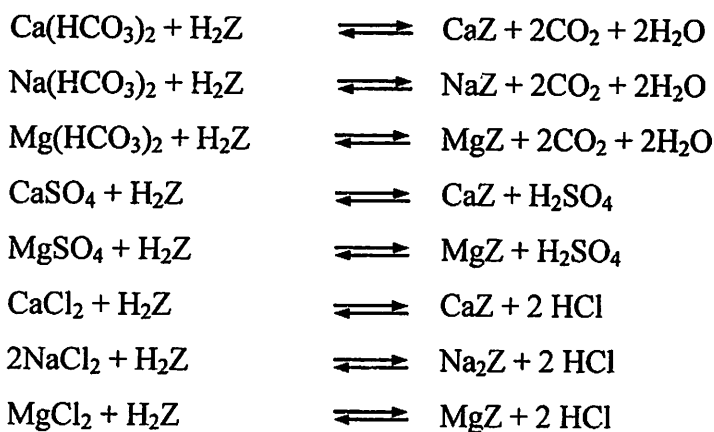 Ca(HCO₃)₂ + H₂Z ⇌ CaZ + 2CO₂ + 2H₂O
Na(HCO₃)₂ + H₂Z ⇌ NaZ + 2CO₂ + 2H₂O
Mg(HCO₃)₂ + H₂Z ⇌ MgZ + 2CO₂ + 2H₂O
CaSO₄ + H₂Z ⇌ CaZ + H₂SO₄
MgSO₄ + H₂Z ⇌ MgZ + H₂SO₄
CaCl₂ + H₂Z ⇌ CaZ + 2 HCl
2NaCl₂ + H₂Z ⇌ Na₂Z + 2 HCl
MgCl₂ + H₂Z ⇌ MgZ + 2 HCl